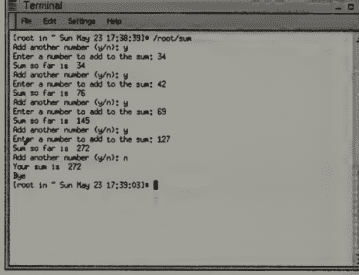 Terminal
File Edit Settings Help
[root in ~ Sun May 23 17:38:39]# /root/sum
Add another number (y/n): y
Enter a number to add to the sum: 34
Sum so far is 34
Add another number (y/n): y
Enter a number to add to the sum: 42
Sum so far is 76
Add another number (y/n): y
Enter a number to add to the sum: 69
Sum so far is 145
Add another number (y/n): y
Enter a number to add to the sum: 127
Sum so far is 272
Add another number (y/n): n
Your sum is 272
Bye
[root in ~ Sun May 23 17:39:03]#